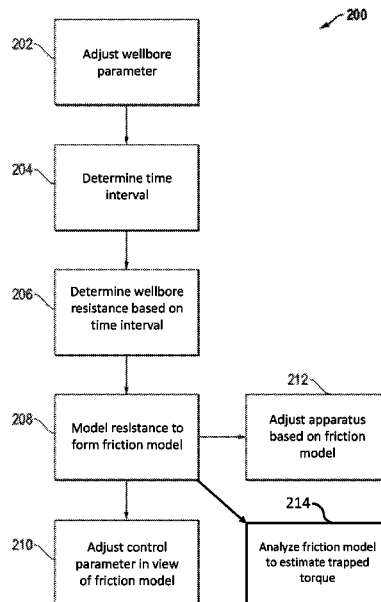 200
202
Adjust wellbore
parameter
204
Determine time
interval
206
Determine wellbore
resistance based on
time interval
208
Model resistance to
form friction model
212
Adjust apparatus
based on friction
model
210
Adjust control
parameter in view
of friction model
214
Analyze friction model
to estimate trapped
torque